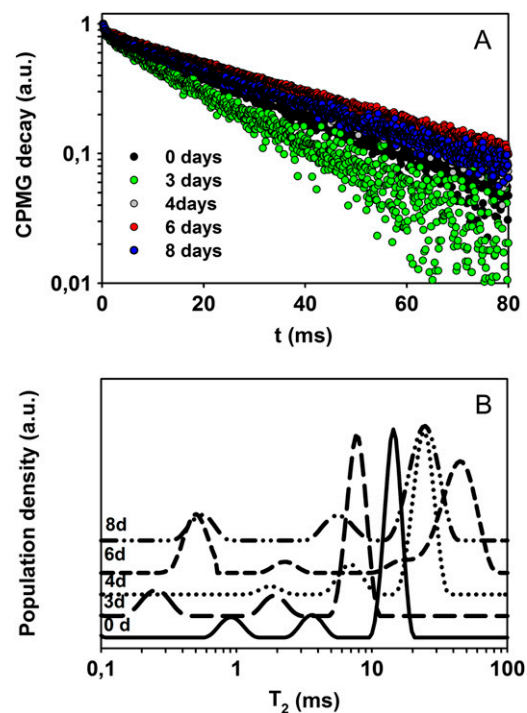 A
CPMG decay (a.u.)
1
0,1
0,01
0 days
3 days
4days
6 days
8 days
0 20 40 60 80
t (ms)
B
Population density (a.u.)
8d
6d
4d
3d
0 d
0,1 1 10 100
T2 (ms)